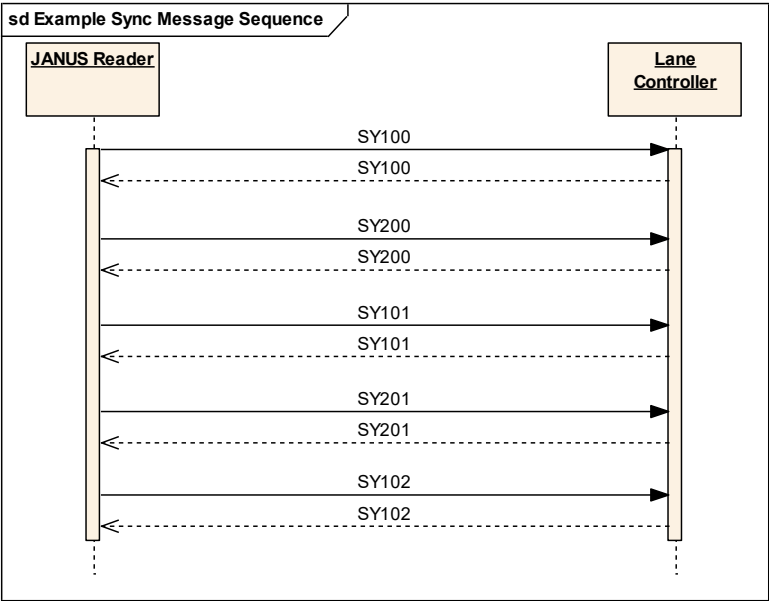 sd Example Sync Message Sequence
JANUS Reader
Lane
Controller
SY100
SY100
SY200
SY200
SY101
SY101
SY201
SY201
SY102
SY102